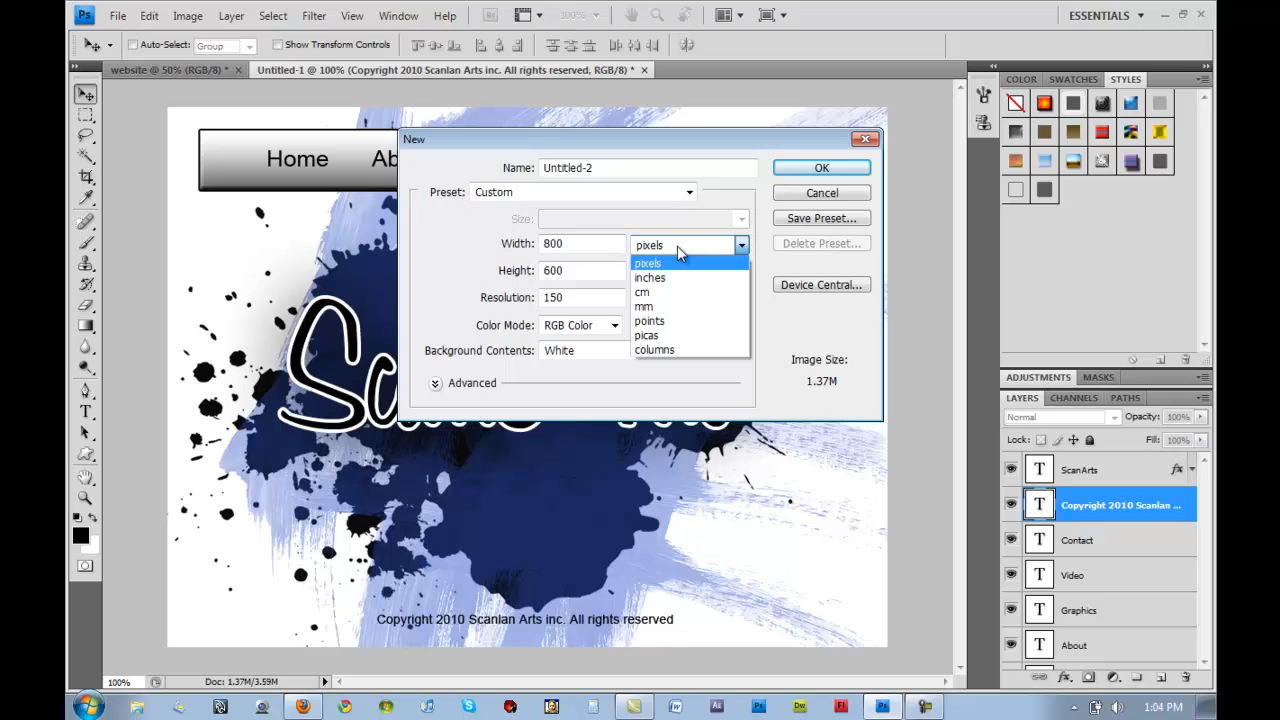 Ps File Edit Image Layer Select Filter View Window Help 100% ESSENTIALS
Auto-Select: Group Show Transform Controls
website @ 50% (RGB/8) * Untitled-1 @ 100% (Copyright 2010 Scanlan Arts inc. All rights reserved, RGB/8) *
COLOR SWATCHES STYLES
Home
New
Name: Untitled-2 OK
Preset: Custom Cancel
Size: Save Preset...
Width: 800 pixels Delete Preset...
pixels
Height: 600 inches
Device Central...
cm
Resolution: 150 mm
points
Color Mode: RGB Color picas
Background Contents: White columns
Image Size:
1.37M
Advanced
ADJUSTMENTS MASKS
LAYERS CHANNELS PATHS
Normal Opacity: 100%
Lock: Fill: 100%
T ScanArts fx
T Copyright 2010 Scanlan ...
T Contact
T Video
T Graphics
T About
Copyright 2010 Scanlan Arts inc. All rights reserved
100% Doc: 1.37M/3.59M
1:04 PM